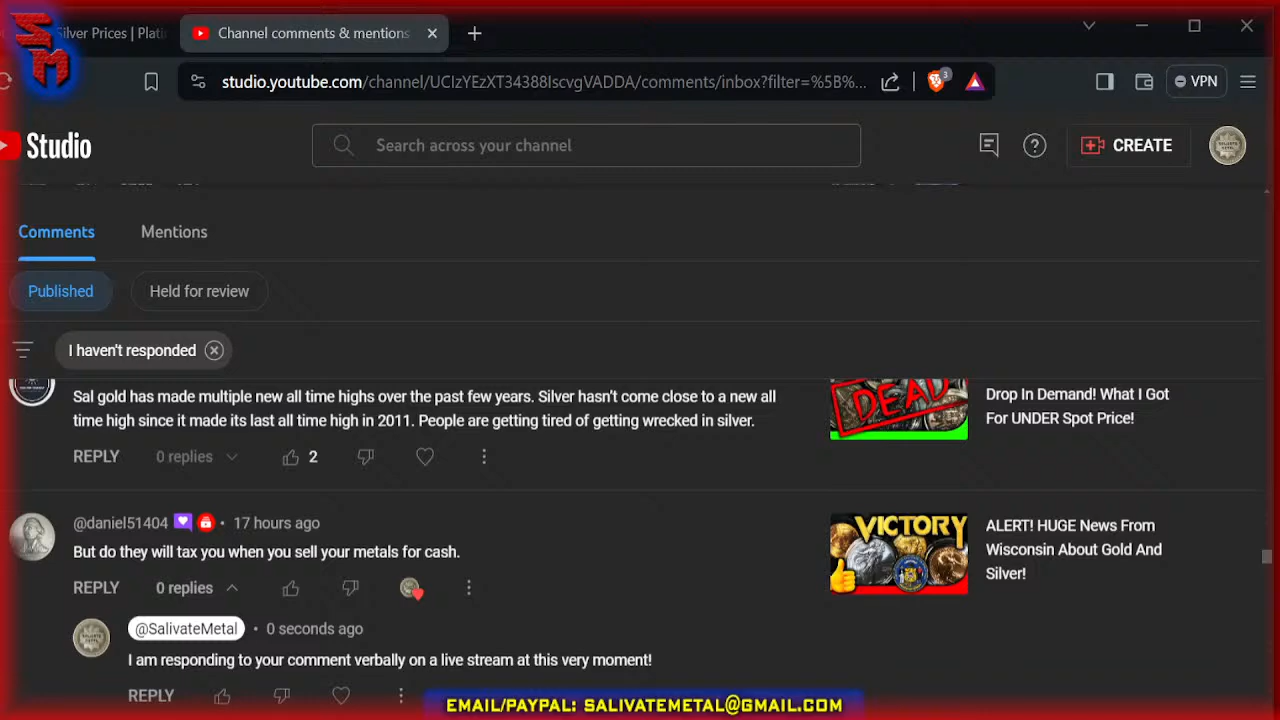 SM
Silver Prices | Plati
Channel comments & mentions
studio.youtube.com/channel/UCIzYEzXT34388IscvgVADDA/comments/inbox?filter=%5B%...
3
VPN
Studio
Search across your channel
CREATE
Comments
Mentions
Published
Held for review
I haven't responded
Sal gold has made multiple new all time highs over the past few years. Silver hasn't come close to a new all
time high since it made its last all time high in 2011. People are getting tired of getting wrecked in silver.
REPLY
0 replies
2
DEAD
Drop In Demand! What I Got
For UNDER Spot Price!
@daniel51404 • 17 hours ago
But do they will tax you when you sell your metals for cash.
REPLY
0 replies
VICTORY
ALERT! HUGE News From
Wisconsin About Gold And
Silver!
@SalivateMetal • 0 seconds ago
I am responding to your comment verbally on a live stream at this very moment!
REPLY
EMAIL/PAYPAL: SALIVATEMETAL@GMAIL.COM